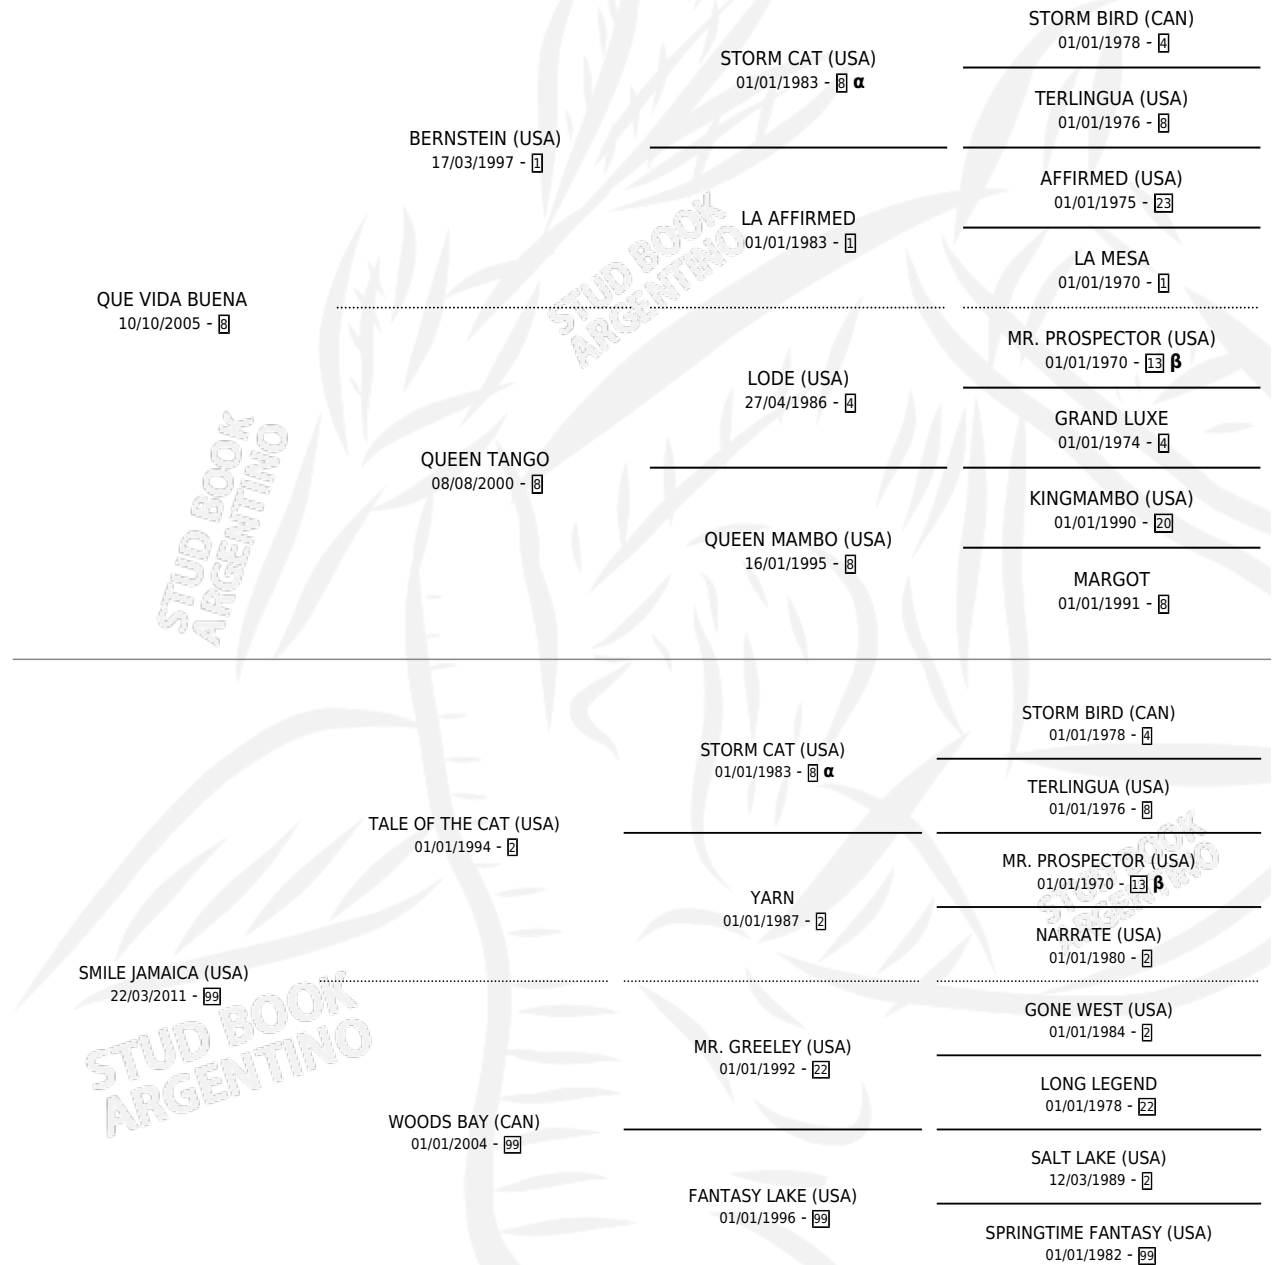 STORM BIRD (CAN)
01/01/1978 - 4
STORM CAT (USA)
01/01/1983 - 8 α
TERLINGUA (USA)
01/01/1976 - 8
BERNSTEIN (USA)
17/03/1997 - 1
AFFIRMED (USA)
01/01/1975 - 23
LA AFFIRMED
01/01/1983 - 1
LA MESA
01/01/1970 - 1
QUE VIDA BUENA
10/10/2005 - 8
MR. PROSPECTOR (USA)
01/01/1970 - 13 β
LODE (USA)
27/04/1986 - 4
GRAND LUXE
01/01/1974 - 4
QUEEN TANGO
08/08/2000 - 8
KINGMAMBO (USA)
01/01/1990 - 20
QUEEN MAMBO (USA)
16/01/1995 - 8
MARGOT
01/01/1991 - 8
STORM BIRD (CAN)
01/01/1978 - 4
STORM CAT (USA)
01/01/1983 - 8 α
TERLINGUA (USA)
01/01/1976 - 8
TALE OF THE CAT (USA)
01/01/1994 - 2
MR. PROSPECTOR (USA)
01/01/1970 - 13 β
YARN
01/01/1987 - 2
NARRATE (USA)
01/01/1980 - 2
SMILE JAMAICA (USA)
22/03/2011 - 99
GONE WEST (USA)
01/01/1984 - 2
MR. GREELEY (USA)
01/01/1992 - 22
LONG LEGEND
01/01/1978 - 22
WOODS BAY (CAN)
01/01/2004 - 99
SALT LAKE (USA)
12/03/1989 - 2
FANTASY LAKE (USA)
01/01/1996 - 99
SPRINGTIME FANTASY (USA)
01/01/1982 - 99
STUD BOOK
ARGENTINO
STUD BOOK
ARGENTINO
STUD BOOK
ARGENTINO
STUD BOOK
ARGENTINO